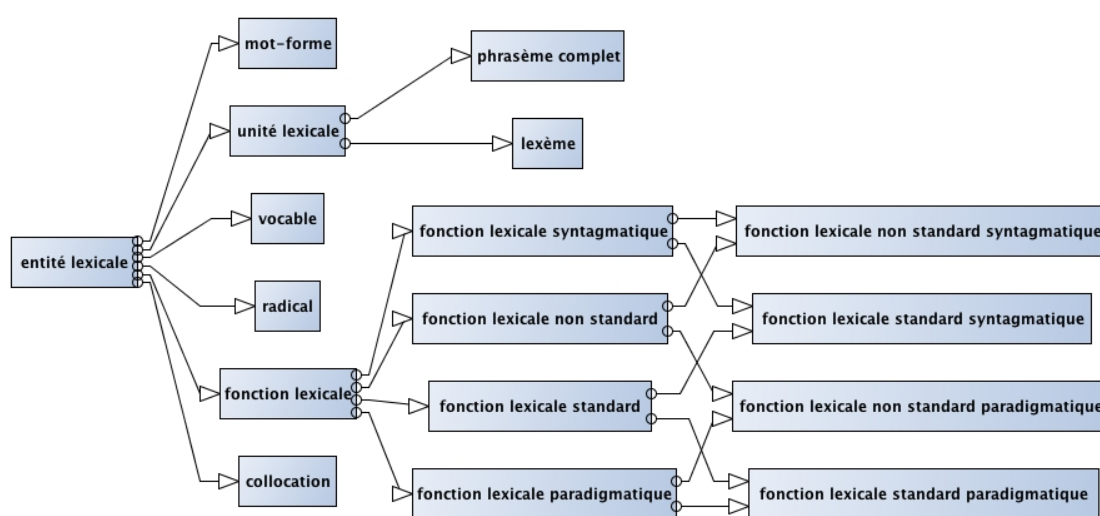 mot-forme
phrasème complet
unité lexicale
lexème
vocable
fonction lexicale syntagmatique
fonction lexicale non standard syntagmatique
entité lexicale
radical
fonction lexicale non standard
fonction lexicale standard syntagmatique
fonction lexicale
fonction lexicale standard
fonction lexicale non standard paradigmatique
collocation
fonction lexicale paradigmatique
fonction lexicale standard paradigmatique